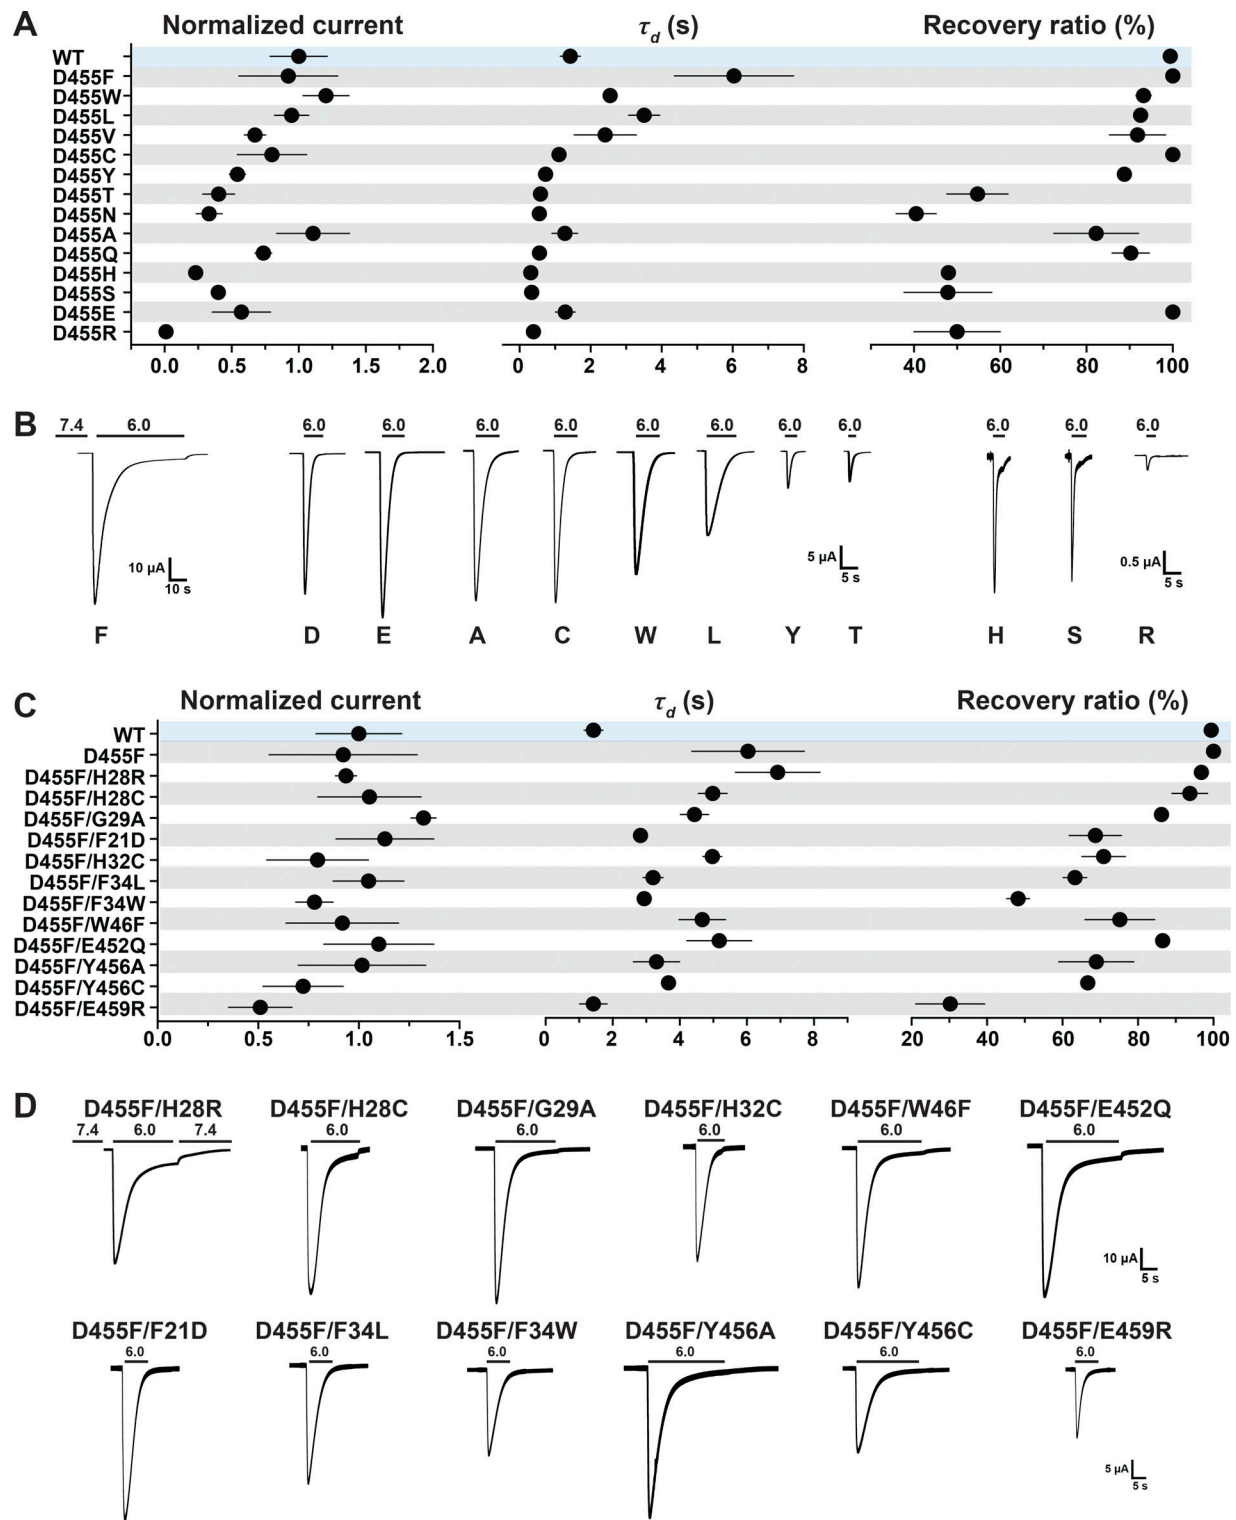 A
Normalized current τd (s) Recovery ratio (%)
WT
D455F
D455W
D455L
D455V
D455C
D455Y
D455T
D455N
D455A
D455Q
D455H
D455S
D455E
D455R
0.0 0.5 1.0 1.5 2.0 0 2 4 6 8 40 60 80 100
B
7.4 6.0 6.0 6.0 6.0 6.0 6.0 6.0 6.0 6.0 6.0 6.0 6.0
10 µA
10 s
5 µA
5 s
0.5 µA
5 s
F D E A C W L Y T H S R
C
Normalized current τd (s) Recovery ratio (%)
WT
D455F
D455F/H28R
D455F/H28C
D455F/G29A
D455F/F21D
D455F/H32C
D455F/F34L
D455F/F34W
D455F/W46F
D455F/E452Q
D455F/Y456A
D455F/Y456C
D455F/E459R
0.0 0.5 1.0 1.5 0 2 4 6 8 20 40 60 80 100
D
D455F/H28R D455F/H28C D455F/G29A D455F/H32C D455F/W46F D455F/E452Q
7.4 6.0 7.4 6.0 6.0 6.0 6.0 6.0
10 µA
5 s
D455F/F21D D455F/F34L D455F/F34W D455F/Y456A D455F/Y456C D455F/E459R
6.0 6.0 6.0 6.0 6.0 6.0
5 µA
5 s